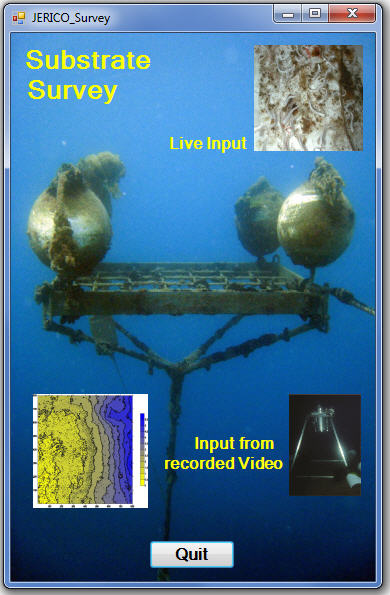 JERICO_Survey
Substrate
Survey
Live Input
Input from
recorded Video
Quit